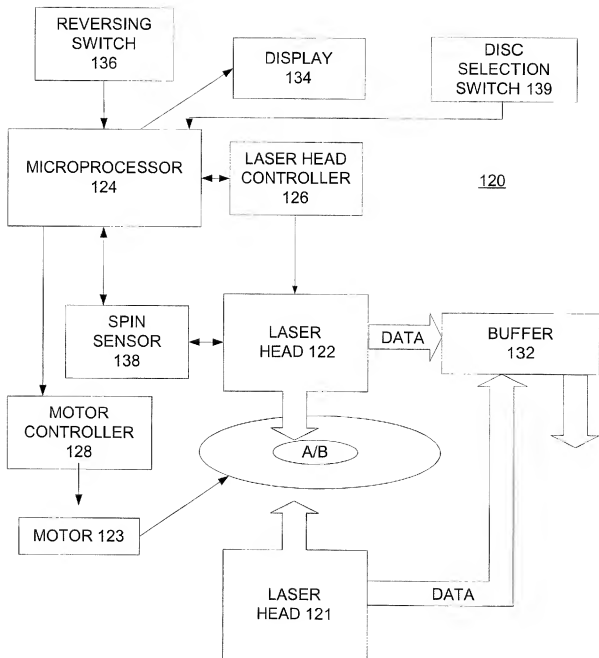 REVERSING
SWITCH
136
DISPLAY
134
DISC
SELECTION
SWITCH 139
MICROPROCESSOR
124
LASER HEAD
CONTROLLER
126
120
SPIN
SENSOR
138
LASER
HEAD 122
DATA
BUFFER
132
MOTOR
CONTROLLER
128
A/B
MOTOR 123
LASER
HEAD 121
DATA